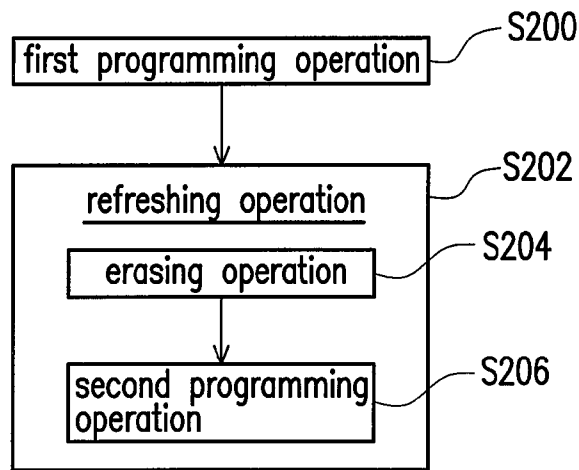 S200
first programming operation
S202
refreshing operation
S204
erasing operation
S206
second programming
operation